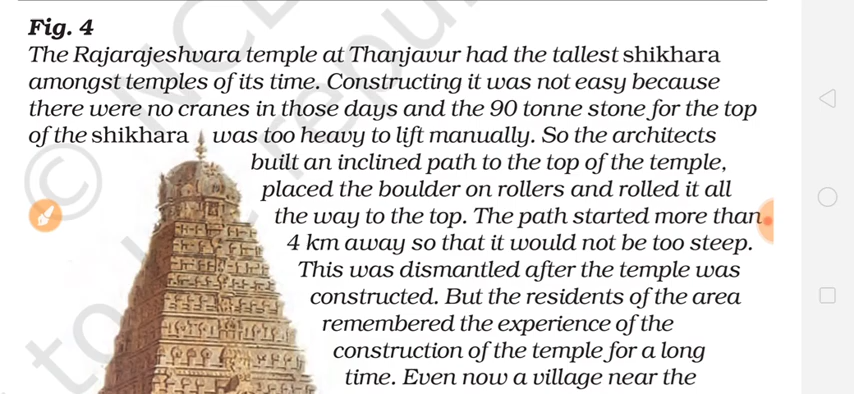 Fig. 4
The Rajarajeshvara temple at Thanjavur had the tallest shikhara
amongst temples of its time. Constructing it was not easy because
there were no cranes in those days and the 90 tonne stone for the top
of the shikhara was too heavy to lift manually. So the architects
built an inclined path to the top of the temple,
placed the boulder on rollers and rolled it all
the way to the top. The path started more than
4 km away so that it would not be too steep.
This was dismantled after the temple was
constructed. But the residents of the area
remembered the experience of the
construction of the temple for a long
time. Even now a village near the